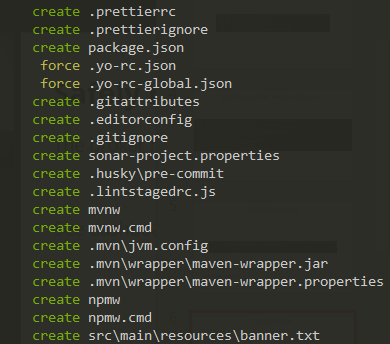 create .prettierrc
create .prettierignore
create package.json
force .yo-rc.json
force .yo-rc-global.json
create .gitattributes
create .editorconfig
create .gitignore
create sonar-project.properties
create .husky\pre-commit
create .lintstagedrc.js
create mvnw
create mvnw.cmd
create .mvn\jvm.config
create .mvn\wrapper\maven-wrapper.jar
create .mvn\wrapper\maven-wrapper.properties
create npmw
create npmw.cmd
create src\main\resources\banner.txt